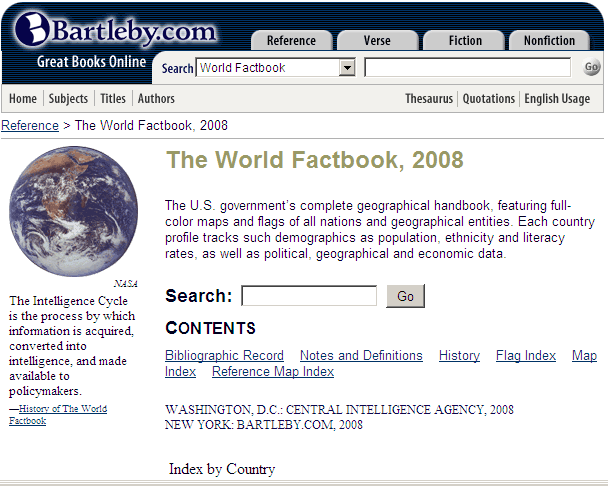 Bartleby.com
Great Books Online
Reference Verse Fiction Nonfiction
Search World Factbook Go
Home Subjects Titles Authors Thesaurus Quotations English Usage
Reference > The World Factbook, 2008
The World Factbook, 2008
The U.S. government's complete geographical handbook, featuring full-
color maps and flags of all nations and geographical entities. Each country
profile tracks such demographics as population, ethnicity and literacy
rates, as well as political, geographical and economic data.
NASA
The Intelligence Cycle
is the process by which
information is acquired,
converted into
intelligence, and made
available to
policymakers.
—History of The World
Factbook
Search: Go
CONTENTS
Bibliographic Record Notes and Definitions History Flag Index Map
Index Reference Map Index
WASHINGTON, D.C.: CENTRAL INTELLIGENCE AGENCY, 2008
NEW YORK: BARTLEBY.COM, 2008
Index by Country